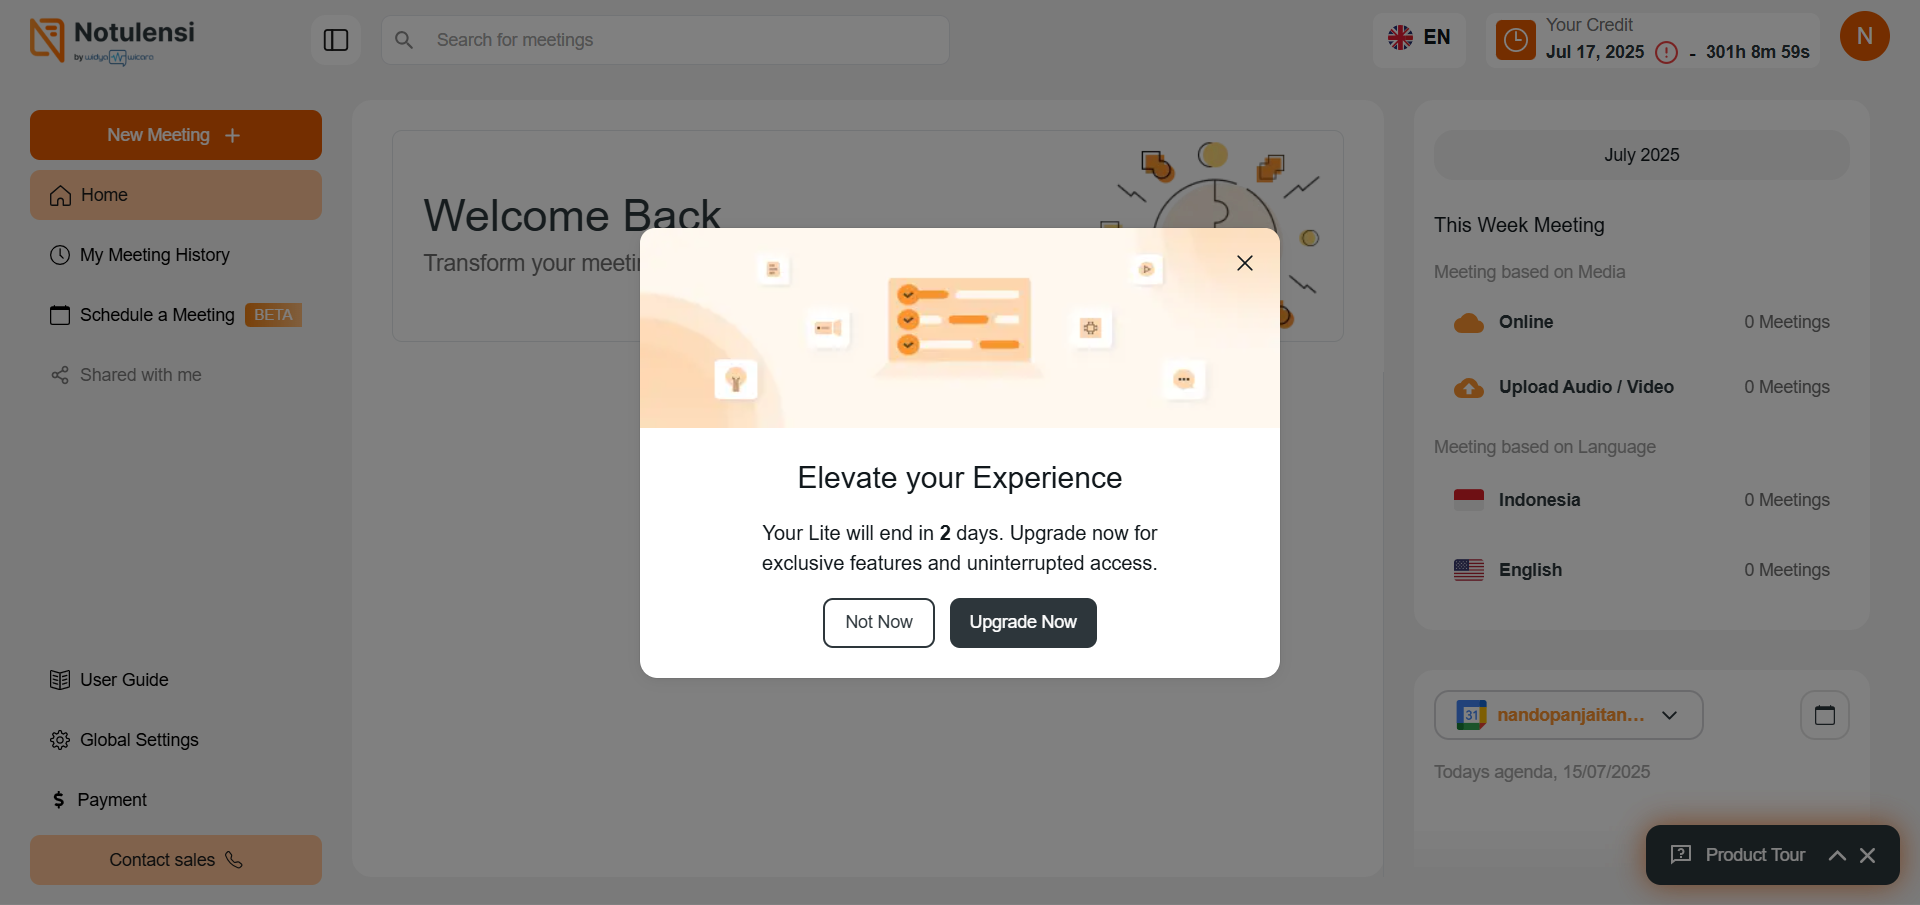 Notulensi
by widya wicara
Search for meetings
EN
Your Credit
Jul 17, 2025 - 301h 8m 59s
N
New Meeting +
Home
My Meeting History
Schedule a Meeting BETA
Shared with me
User Guide
Global Settings
$ Payment
Contact sales
Welcome Back
Transform your meeti
Elevate your Experience
Your Lite will end in 2 days. Upgrade now for
exclusive features and uninterrupted access.
Not Now
Upgrade Now
July 2025
This Week Meeting
Meeting based on Media
Online 0 Meetings
Upload Audio / Video 0 Meetings
Meeting based on Language
Indonesia 0 Meetings
English 0 Meetings
31 nandopanjaitan...
Todays agenda, 15/07/2025
Product Tour